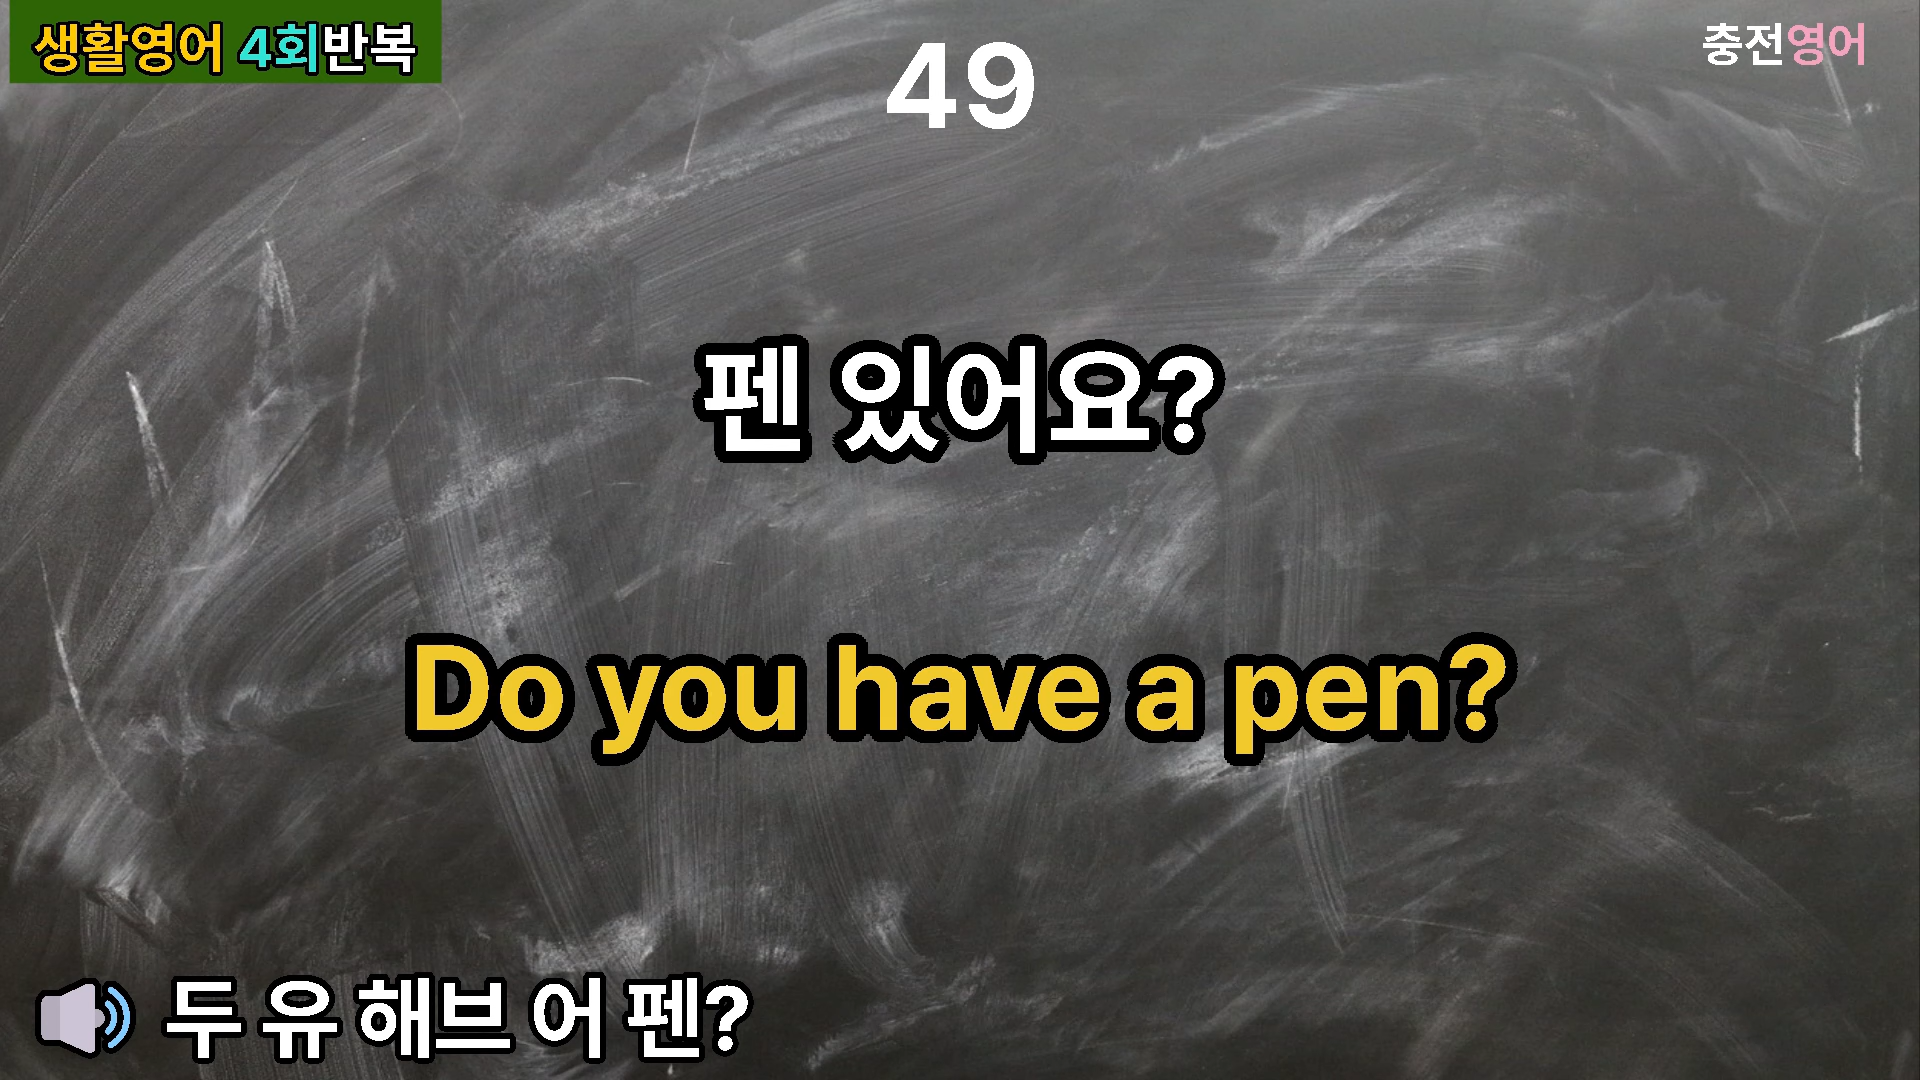 생활영어 4회반복
49
충전영어
펜 있어요?
Do you have a pen?
두 유 해브 어 펜?